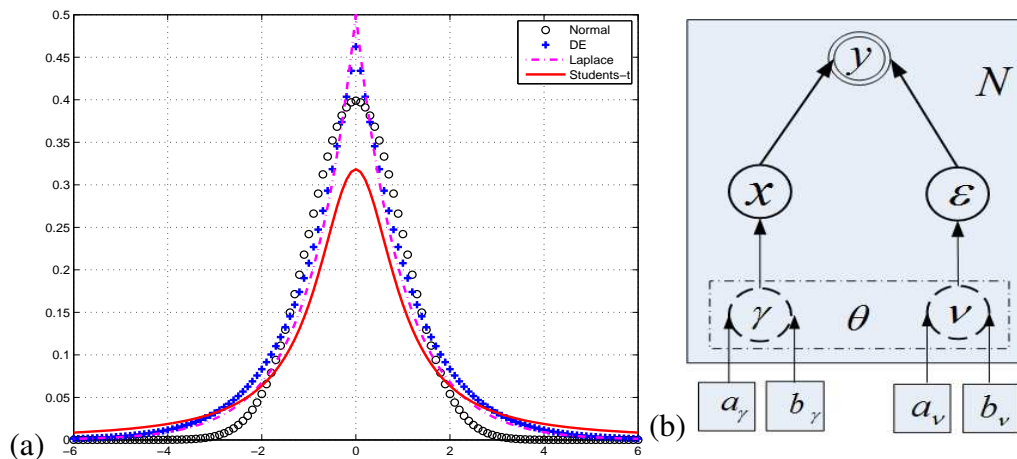 0.5
0.45
0.4
0.35
0.3
0.25
0.2
0.15
0.1
0.05
0
−6
−4
−2
0
2
4
6
Normal
DE
Laplace
Students−t
(a)
y
N
x
ε
γ
θ
ν
a_γ
b_γ
a_ν
b_ν
(b)